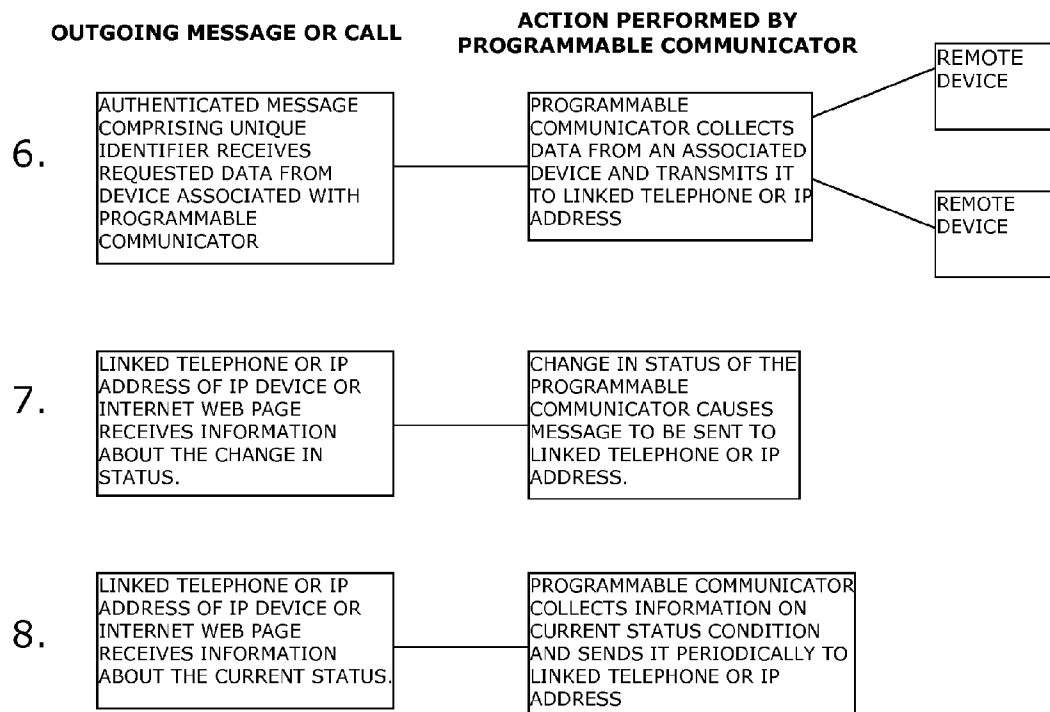 OUTGOING MESSAGE OR CALL
ACTION PERFORMED BY
PROGRAMMABLE COMMUNICATOR
6.
AUTHENTICATED MESSAGE
COMPRISING UNIQUE
IDENTIFIER RECEIVES
REQUESTED DATA FROM
DEVICE ASSOCIATED WITH
PROGRAMMABLE
COMMUNICATOR
PROGRAMMABLE
COMMUNICATOR COLLECTS
DATA FROM AN ASSOCIATED
DEVICE AND TRANSMITS IT
TO LINKED TELEPHONE OR IP
ADDRESS
REMOTE
DEVICE
REMOTE
DEVICE
7.
LINKED TELEPHONE OR IP
ADDRESS OF IP DEVICE OR
INTERNET WEB PAGE
RECEIVES INFORMATION
ABOUT THE CHANGE IN
STATUS.
CHANGE IN STATUS OF THE
PROGRAMMABLE
COMMUNICATOR CAUSES
MESSAGE TO BE SENT TO
LINKED TELEPHONE OR IP
ADDRESS.
8.
LINKED TELEPHONE OR IP
ADDRESS OF IP DEVICE OR
INTERNET WEB PAGE
RECEIVES INFORMATION
ABOUT THE CURRENT STATUS.
PROGRAMMABLE COMMUNICATOR
COLLECTS INFORMATION ON
CURRENT STATUS CONDITION
AND SENDS IT PERIODICALLY TO
LINKED TELEPHONE OR IP
ADDRESS